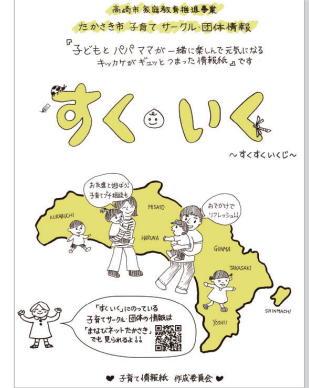 高崎市 家庭教育推進事業
たかさき市 子育て サークル・団体情報
『子どもと パパ ママが 一緒に楽しんで元気になる
キッカケが ギュッと つまった 情報紙』です
すく・いく
～すくすくいくじ～
お友達と遊ぼう♪
子育てプチ相談も
おでかけで
リフレッシュ！！
KURABUCHI
MISATO
HARUNA
GUNMA
TAKASAKI
SHINMACHI
YOSHII
「すくいく」にのっている
子育てサークル・団体の情報は
「まなびネットたかさき」
でも見られるよ！！
♥ 子育て情報紙 作成委員会 ♥